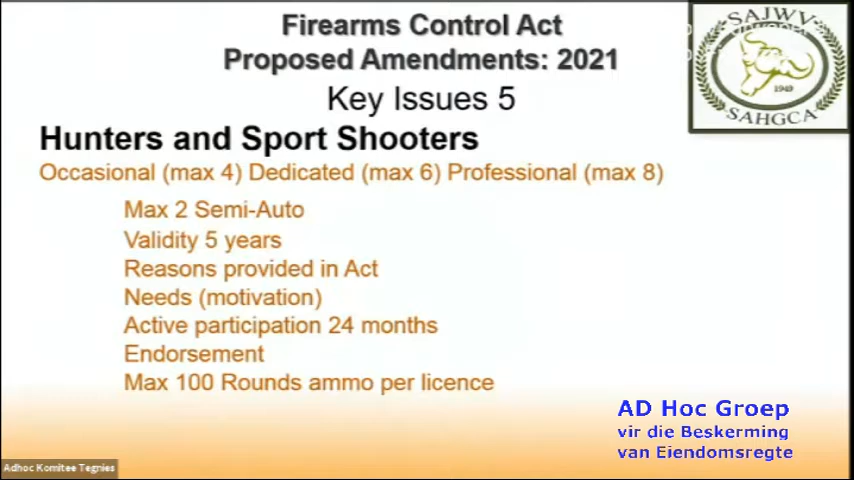 Firearms Control Act
Proposed Amendments: 2021
Key Issues 5
SAJWV
1949
SAHGCA
Hunters and Sport Shooters
Occasional (max 4) Dedicated (max 6) Professional (max 8)
Max 2 Semi-Auto
Validity 5 years
Reasons provided in Act
Needs (motivation)
Active participation 24 months
Endorsement
Max 100 Rounds ammo per licence
AD Hoc Groep
vir die Beskerming
van Eiendomsregte
Adhoc Komitee Tegnies